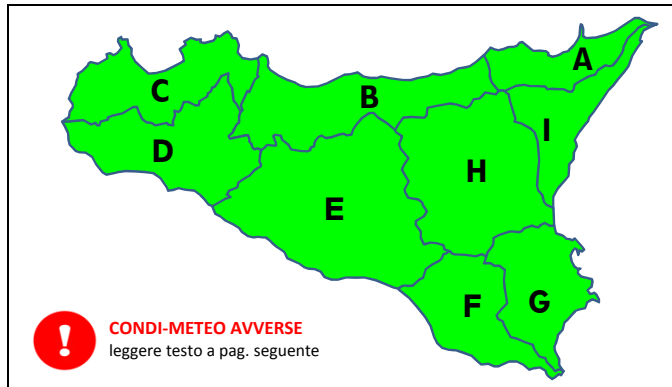 A
C
B
I
D
H
E
F
G
!
CONDI-METEO AVVERSE
leggere testo a pag. seguente